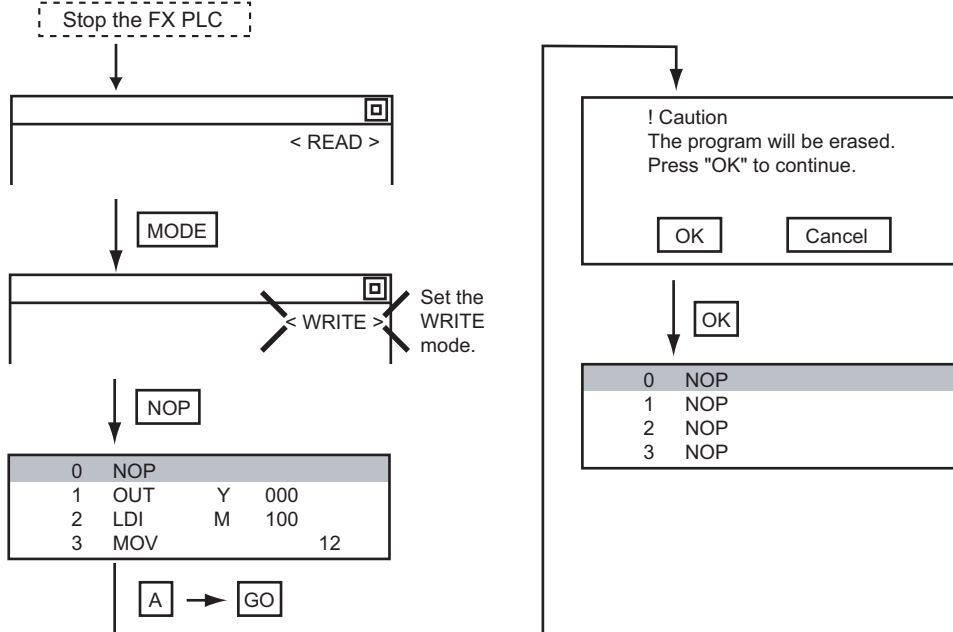 Stop the FX PLC
< READ >
MODE
< WRITE >
Set the
WRITE
mode.
NOP
0 NOP
1 OUT Y 000
2 LDI M 100
3 MOV 12
A GO
! Caution
The program will be erased.
Press "OK" to continue.
OK Cancel
OK
0 NOP
1 NOP
2 NOP
3 NOP